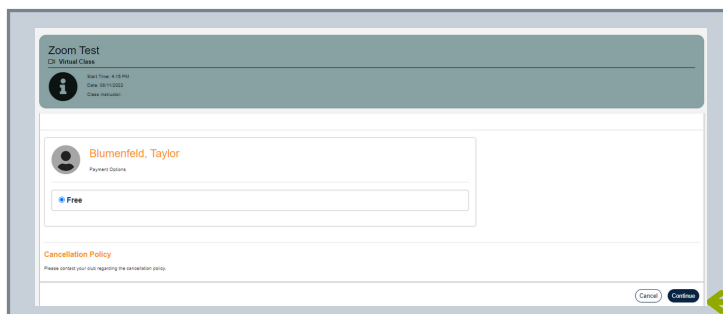 Zoom Test
Virtual Class
Start Time: 4:15 PM
Date: 09/11/2022
Class Instructor:
Blumenfeld, Taylor
Payment Options
Free
Cancellation Policy
Please contact your club regarding the cancellation policy.
Cancel Continue